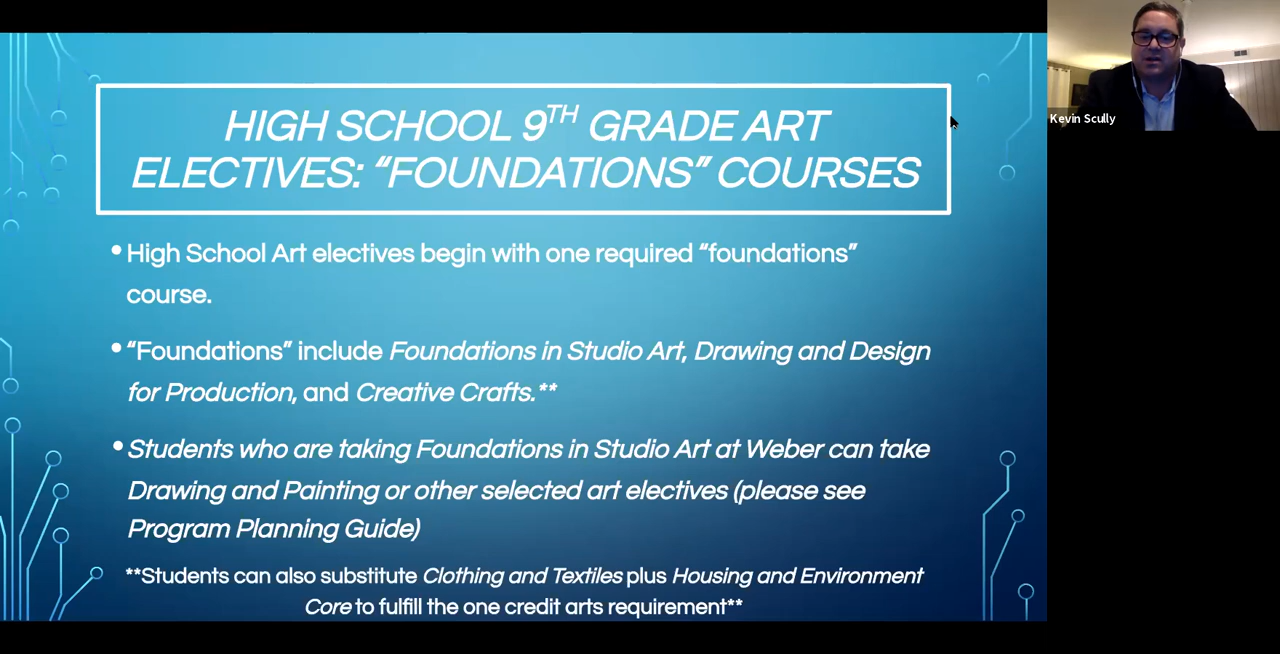 HIGH SCHOOL 9TH GRADE ART
ELECTIVES: “FOUNDATIONS” COURSES
• High School Art electives begin with one required “foundations”
course.
• “Foundations” include Foundations in Studio Art, Drawing and Design
for Production, and Creative Crafts.**
• Students who are taking Foundations in Studio Art at Weber can take
Drawing and Painting or other selected art electives (please see
Program Planning Guide)
**Students can also substitute Clothing and Textiles plus Housing and Environment
Core to fulfill the one credit arts requirement**
Kevin Scully